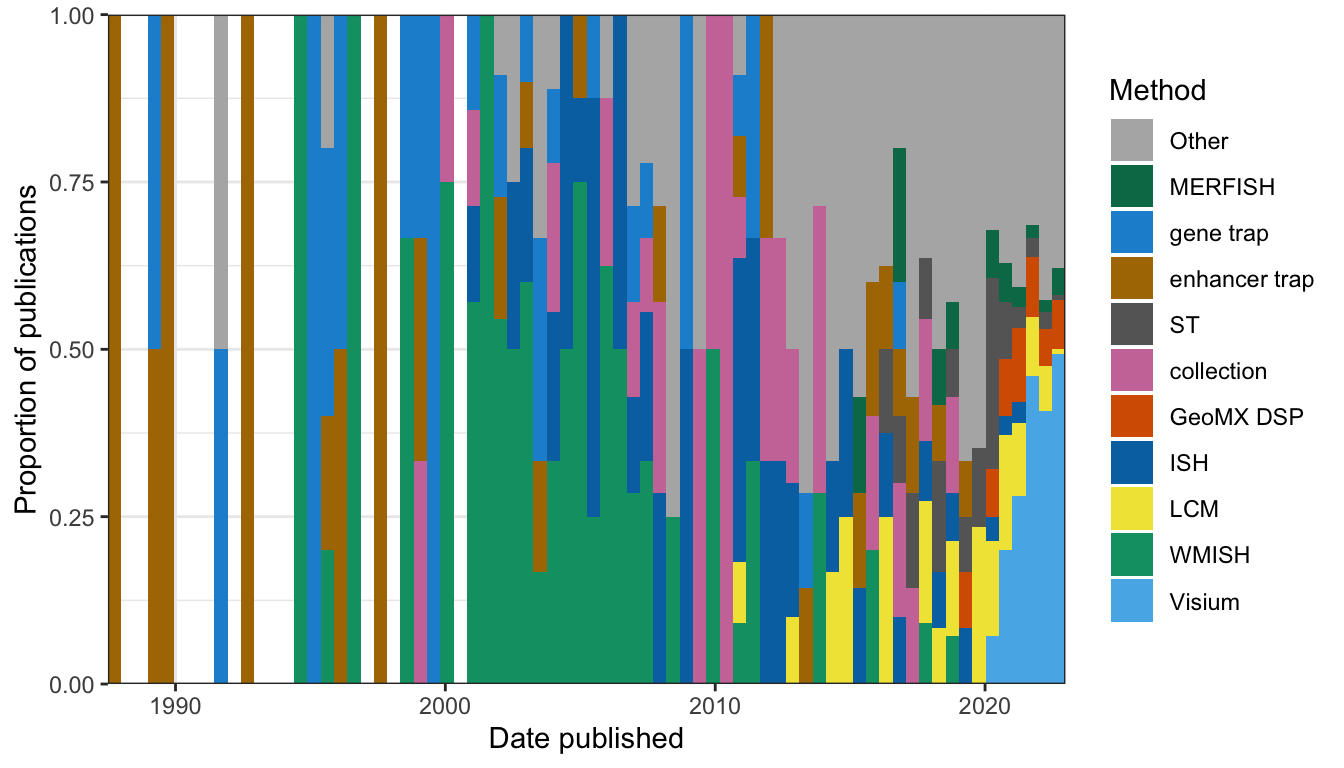 1.00
0.75
0.50
0.25
0.00
Proportion of publications
1990
2000
2010
2020
Date published
Method
Other
MERFISH
gene trap
enhancer trap
ST
collection
GeoMX DSP
ISH
LCM
WMISH
Visium